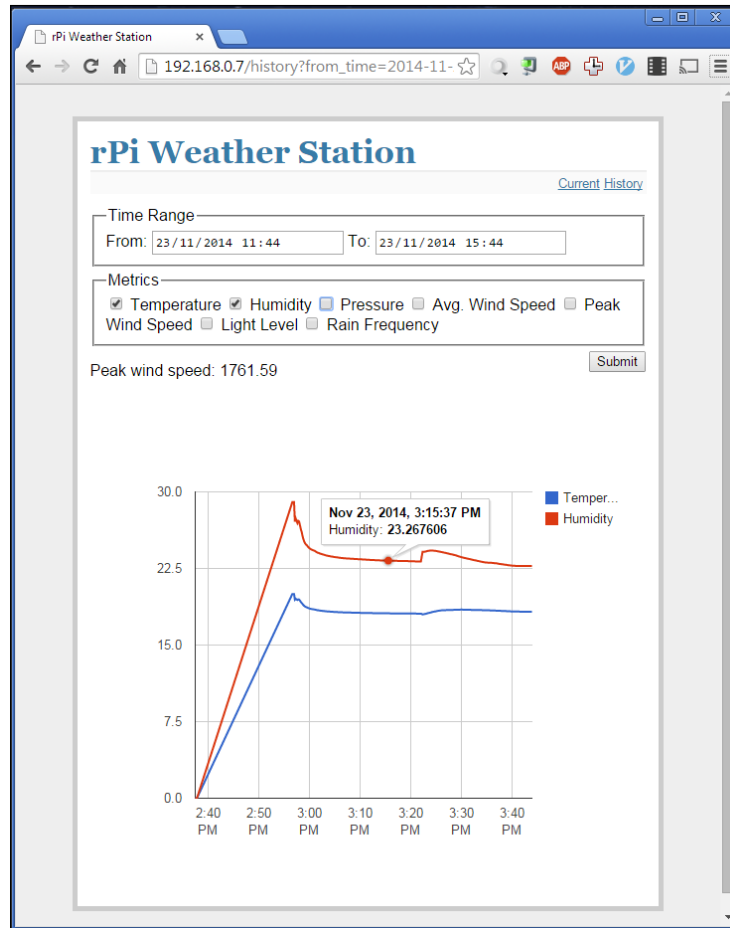 rPi Weather Station
192.168.0.7/history?from_time=2014-11-
ABP
rPi Weather Station
Current History
Time Range
From: 23/11/2014 11:44 To: 23/11/2014 15:44
Metrics
Temperature Humidity Pressure Avg. Wind Speed Peak
Wind Speed Light Level Rain Frequency
Submit
Peak wind speed: 1761.59
30.0
22.5
15.0
7.5
0.0
Nov 23, 2014, 3:15:37 PM
Humidity: 23.267606
Temper...
Humidity
2:40 2:50 3:00 3:10 3:20 3:30 3:40
PM PM PM PM PM PM PM